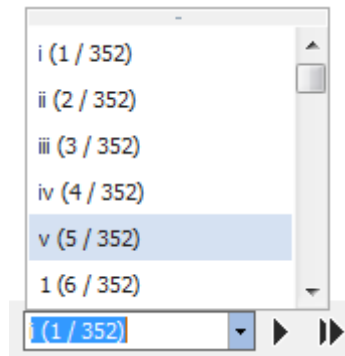 i (1 / 352)
ii (2 / 352)
iii (3 / 352)
iv (4 / 352)
v (5 / 352)
1 (6 / 352)
i (1 / 352)